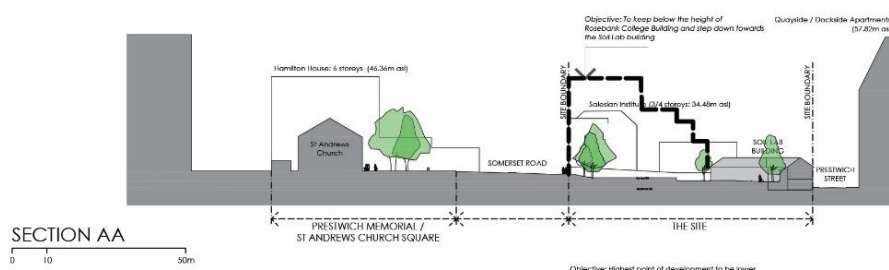 Objective: To keep below the height of
Rosebank College Building and step down towards
the Soil Lab building
Quayside / Dockside Apartments
(57.82m asl
Hamilton House: 6 storeys (46.36m asl)
SITE BOUNDARY
Salesian Institute (3/4 storeys: 34.48m asl)
SITE BOUNDARY
St Andrews
Church
SOMERSET ROAD
SOIL LAB
BUILDING
PRESTWICH
STREET
PRESTWICH MEMORIAL /
ST ANDREWS CHURCH SQUARE
THE SITE
SECTION AA
0 10 50m
Objective: Highest point of development to be lower